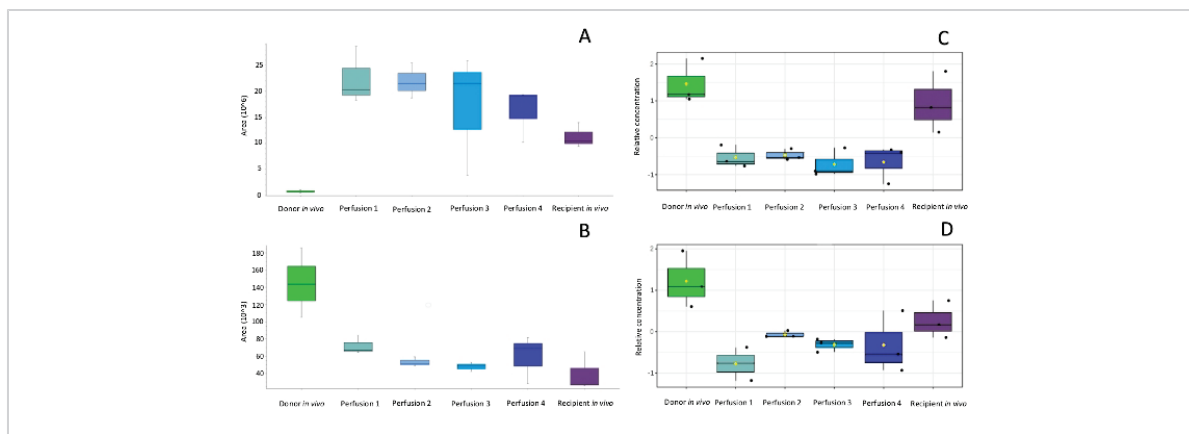 A
Area (10^6)
25
20
15
10
5
0
Donor in vivo Perfusion 1 Perfusion 2 Perfusion 3 Perfusion 4 Recipient in vivo
C
Relative concentration
2
1
0
-1
Donor in vivo Perfusion 1 Perfusion 2 Perfusion 3 Perfusion 4 Recipient in vivo
B
Area (10^3)
180
160
140
120
100
80
60
40
Donor in vivo Perfusion 1 Perfusion 2 Perfusion 3 Perfusion 4 Recipient in vivo
D
Relative concentration
2
1
0
-1
Donor in vivo Perfusion 1 Perfusion 2 Perfusion 3 Perfusion 4 Recipient in vivo